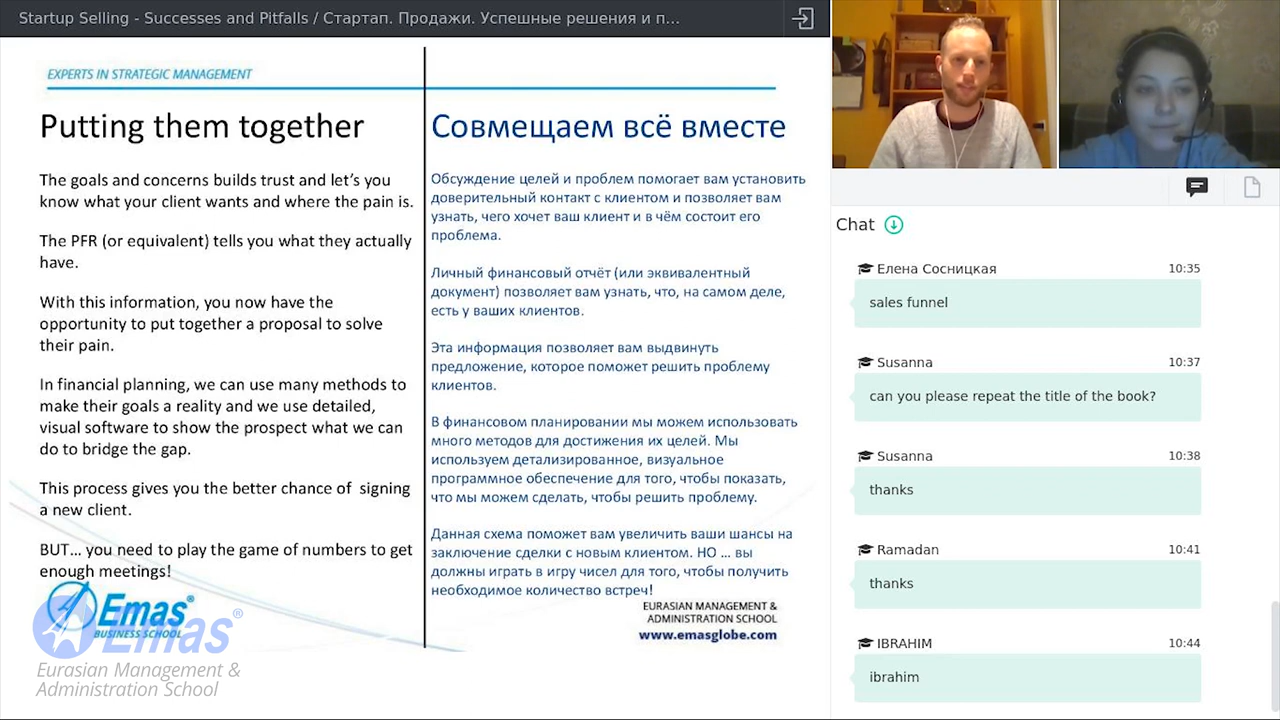 Startup Selling - Successes and Pitfalls / Стартап. Продажи. Успешные решения и п...
EXPERTS IN STRATEGIC MANAGEMENT
Putting them together
The goals and concerns builds trust and let's you
know what your client wants and where the pain is.
The PFR (or equivalent) tells you what they actually
have.
With this information, you now have the
opportunity to put together a proposal to solve
their pain.
In financial planning, we can use many methods to
make their goals a reality and we use detailed,
visual software to show the prospect what we can
do to bridge the gap.
This process gives you the better chance of signing
a new client.
BUT... you need to play the game of numbers to get
enough meetings!
Совмещаем всё вместе
Обсуждение целей и проблем помогает вам установить
доверительный контакт с клиентом и позволяет вам
узнать, чего хочет ваш клиент и в чём состоит его
проблема.
Личный финансовый отчёт (или эквивалентный
документ) позволяет вам узнать, что, на самом деле,
есть у ваших клиентов.
Эта информация позволяет вам выдвинуть
предложение, которое поможет решить проблему
клиентов.
В финансовом планировании мы можем использовать
много методов для достижения их целей. Мы
используем детализированное, визуальное
программное обеспечение для того, чтобы показать,
что мы можем сделать, чтобы решить проблему.
Данная схема поможет вам увеличить ваши шансы на
заключение сделки с новым клиентом. НО ... вы
должны играть в игру чисел для того, чтобы получить
необходимое количество встреч!
Emas®
BUSINESS SCHOOL
Emas®
Eurasian Management &
Administration School
EURASIAN MANAGEMENT &
ADMINISTRATION SCHOOL
www.emasglobe.com
Chat
Елена Сосницкая 10:35
sales funnel
Susanna 10:37
can you please repeat the title of the book?
Susanna 10:38
thanks
Ramadan 10:41
thanks
IBRAHIM 10:44
ibrahim